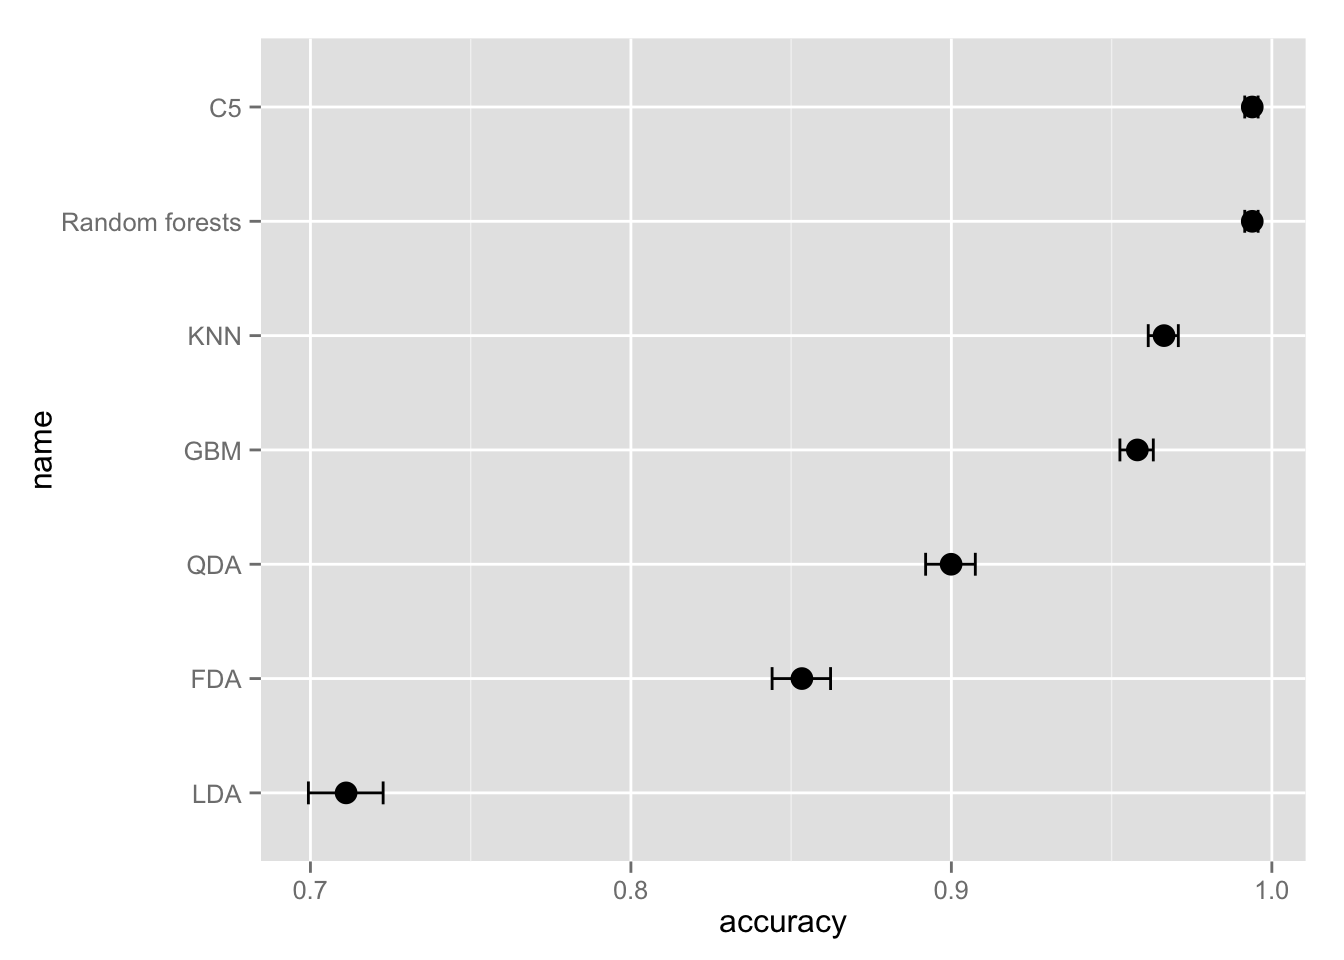 C5
Random forests
KNN
GBM
QDA
FDA
LDA
name
0.7 0.8 0.9 1.0
accuracy